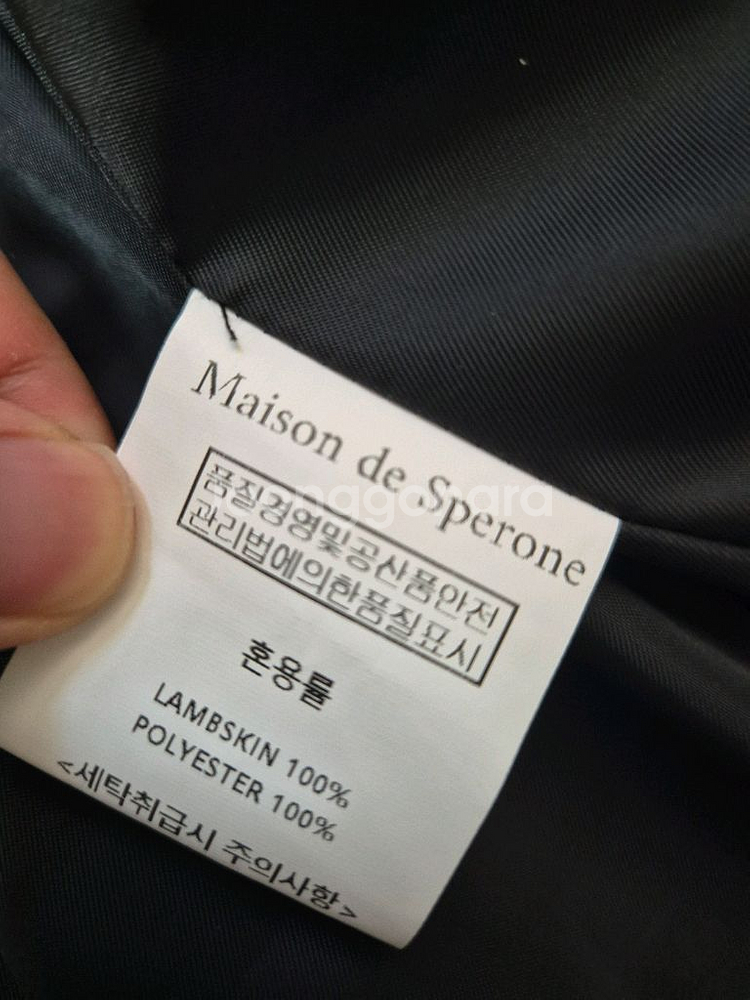 Maison de Sperone
품질경영및공산품안전
관리법에의한품질표시
혼용률
LAMBSKIN 100%
POLYESTER 100%
<세탁취급시 주의사항>